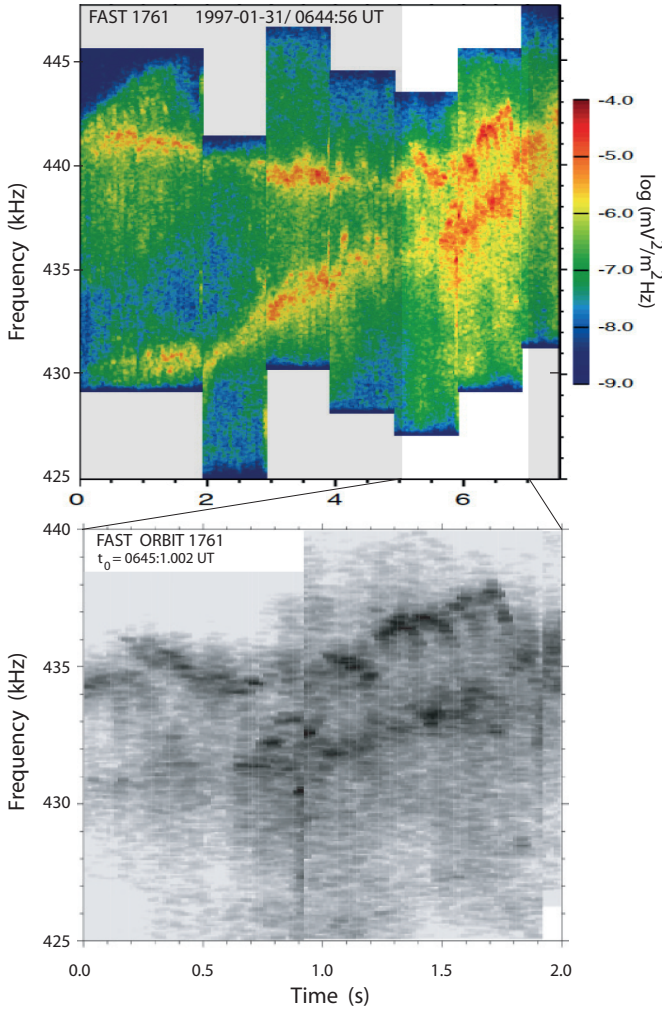 FAST 1761 1997-01-31/ 0644:56 UT
445
440
435
430
425
Frequency (kHz)
0 2 4 6
-4.0
-5.0
-6.0
-7.0
-8.0
-9.0
log (mV²/m²Hz)
FAST ORBIT 1761
t₀ = 0645:1.002 UT
440
435
430
425
Frequency (kHz)
0.0 0.5 1.0 1.5 2.0
Time (s)